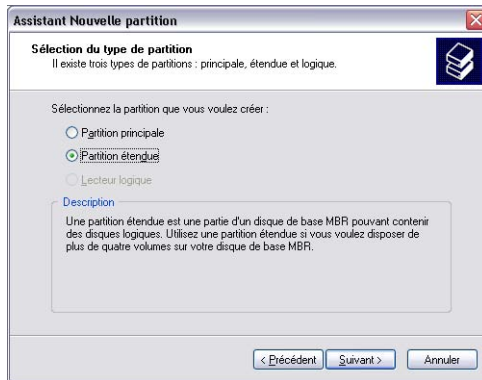 Assistant Nouvelle partition
Sélection du type de partition
Il existe trois types de partitions : principale, étendue et logique.
Sélectionnez la partition que vous voulez créer :
Partition principale
Partition étendue
Lecteur logique
Description
Une partition étendue est une partie d'un disque de base MBR pouvant contenir
des disques logiques. Utilisez une partition étendue si vous voulez disposer de
plus de quatre volumes sur votre disque de base MBR.
< Précédent Suivant > Annuler